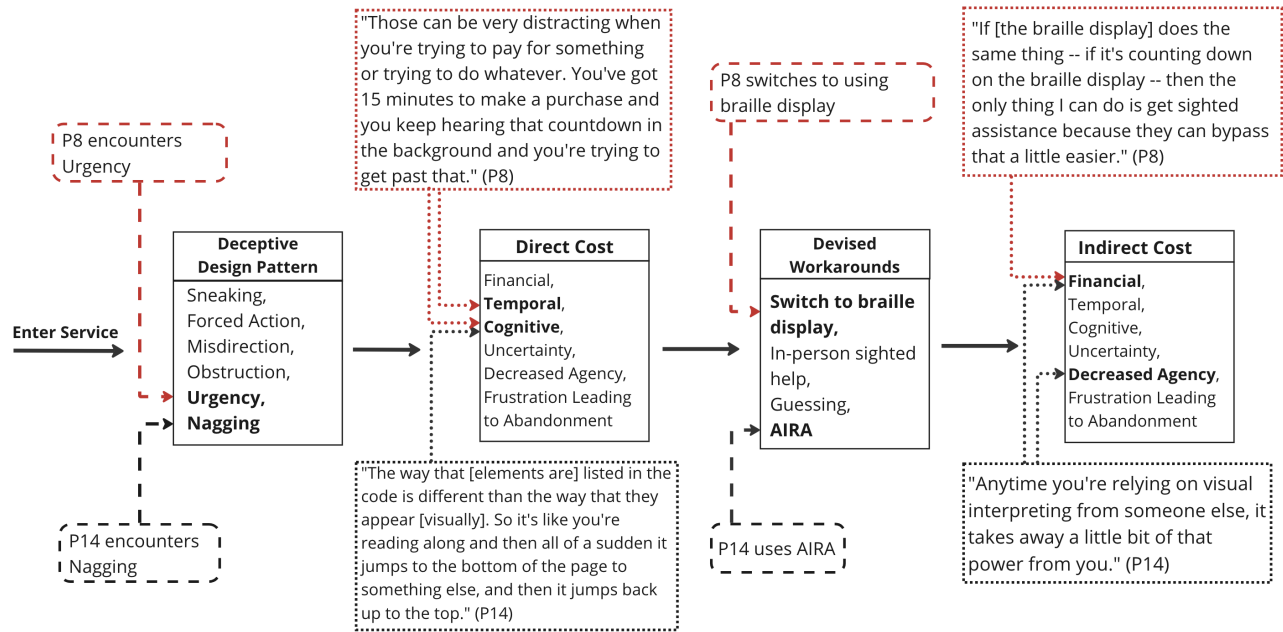 "Those can be very distracting when
you're trying to pay for something
or trying to do whatever. You've got
15 minutes to make a purchase and
you keep hearing that countdown in
the background and you're trying to
get past that." (P8)
"If [the braille display] does the
same thing -- if it's counting down
on the braille display -- then the
only thing I can do is get sighted
assistance because they can bypass
that a little easier." (P8)
P8 switches to using
braille display
P8 encounters
Urgency
Enter Service
Deceptive
Design Pattern
Sneaking,
Forced Action,
Misdirection,
Obstruction,
Urgency,
Nagging
Direct Cost
Financial,
Temporal,
Cognitive,
Uncertainty,
Decreased Agency,
Frustration Leading
to Abandonment
Devised
Workarounds
Switch to braille
display,
In-person sighted
help,
Guessing,
AIRA
Indirect Cost
Financial,
Temporal,
Cognitive,
Uncertainty,
Decreased Agency,
Frustration Leading
to Abandonment
P14 encounters
Nagging
"The way that [elements are] listed in the
code is different than the way that they
appear [visually]. So it's like you're
reading along and then all of a sudden it
jumps to the bottom of the page to
something else, and then it jumps back
up to the top." (P14)
P14 uses AIRA
"Anytime you're relying on visual
interpreting from someone else, it
takes away a little bit of that
power from you." (P14)